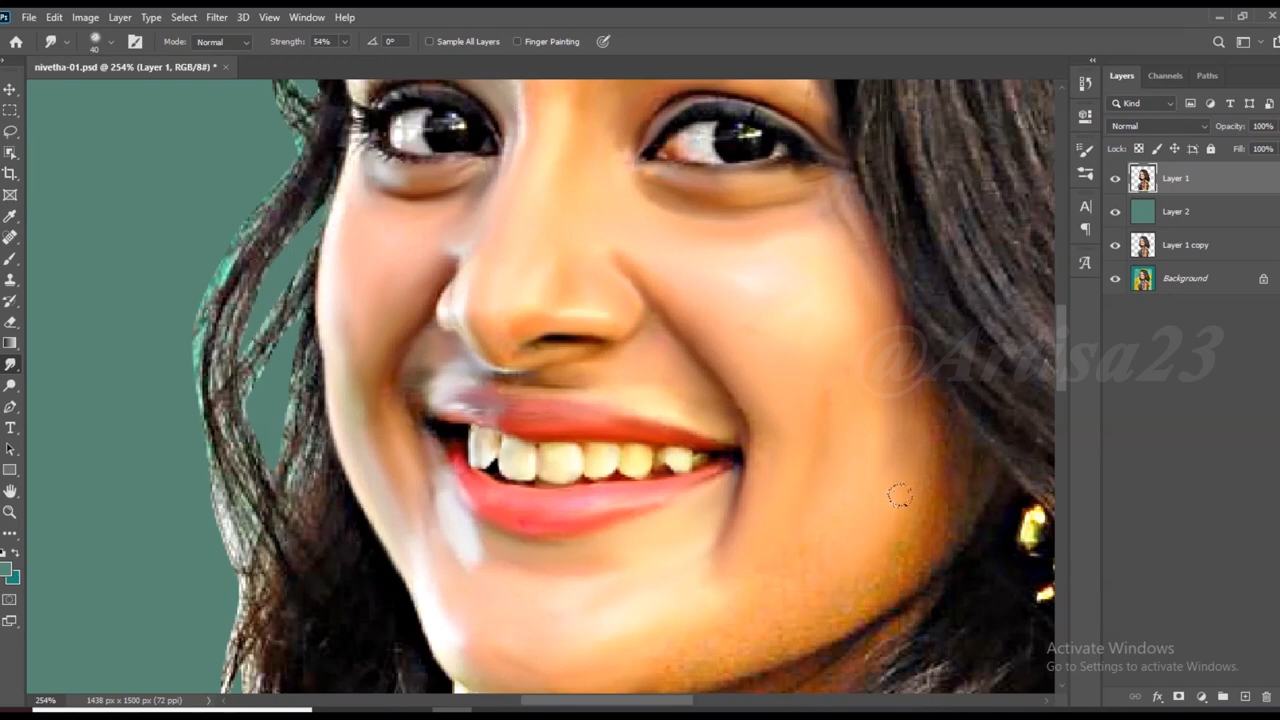 Ps File Edit Image Layer Type Select Filter 3D View Window Help
40 Mode: Normal Strength: 54% 0° Sample All Layers Finger Painting
nivetha-01.psd @ 254% (Layer 1, RGB/8#) * ×
Layers Channels Paths
Kind
Normal Opacity: 100%
Lock: Fill: 100%
Layer 1
Layer 2
Layer 1 copy
Background
@Anisa23
Activate Windows
Go to Settings to activate Windows.
254% 1438 px x 1500 px (72 ppi)